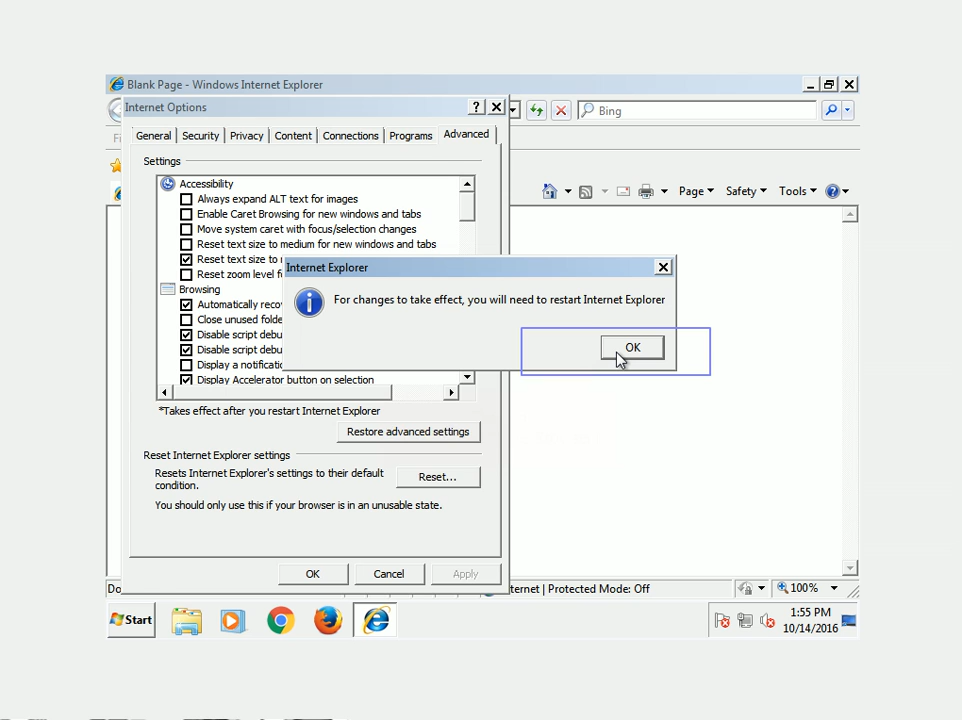 Blank Page - Windows Internet Explorer
Internet Options
Bing
General Security Privacy Content Connections Programs Advanced
Settings
Page Safety Tools
Accessibility
Always expand ALT text for images
Enable Caret Browsing for new windows and tabs
Move system caret with focus/selection changes
Reset text size to medium for new windows and tabs
Reset text size to
Reset zoom level
Browsing
Automatically
Close unused
Disable script
Disable script
Display a
Display Accelerator button on selection
Internet Explorer
For changes to take effect, you will need to restart Internet Explorer
OK
*Takes effect after you restart Internet Explorer
Restore advanced settings
Reset Internet Explorer settings
Resets Internet Explorer's settings to their default
condition.
Reset...
You should only use this if your browser is in an unusable state.
OK Cancel Apply
| Protected Mode: Off
100%
Start
1:55 PM
10/14/2016